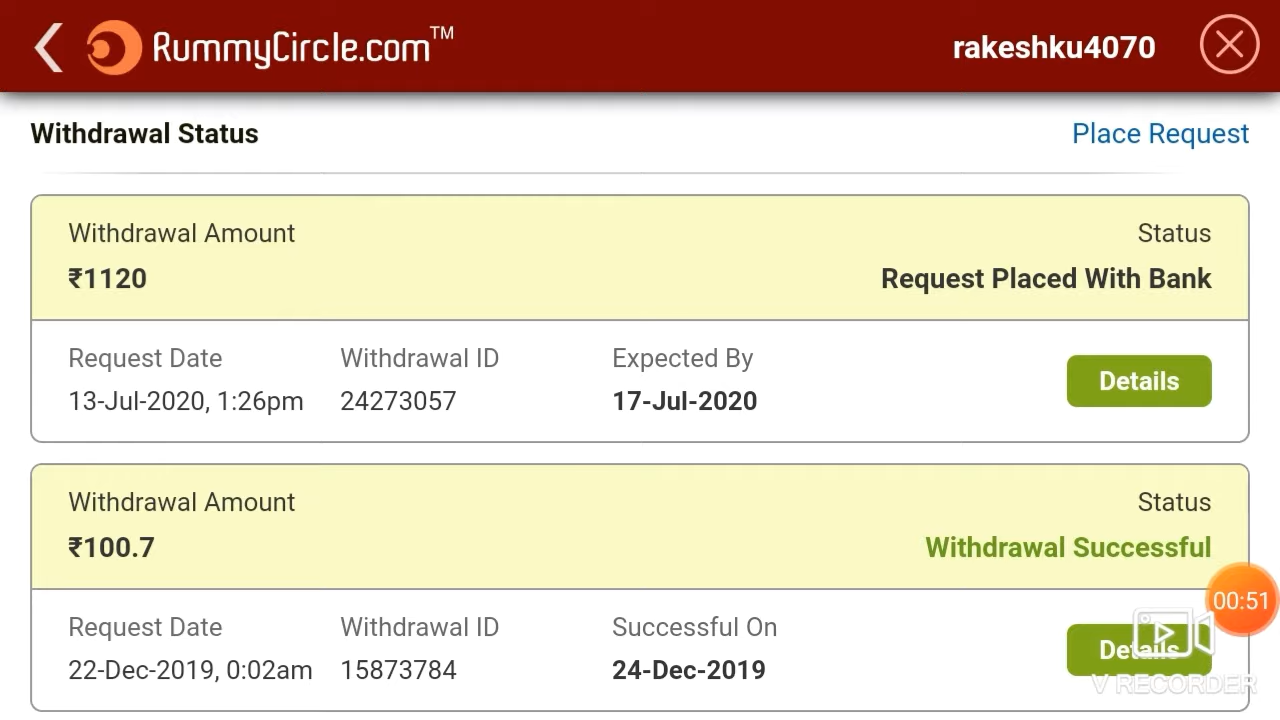 RummyCircle.com™
rakeshku4070
Withdrawal Status
Place Request
Withdrawal Amount
Status
₹1120
Request Placed With Bank
Request Date
Withdrawal ID
Expected By
13-Jul-2020, 1:26pm
24273057
17-Jul-2020
Details
Withdrawal Amount
Status
₹100.7
Withdrawal Successful
00:51
Request Date
Withdrawal ID
Successful On
22-Dec-2019, 0:02am
15873784
24-Dec-2019
Details
V RECORDER